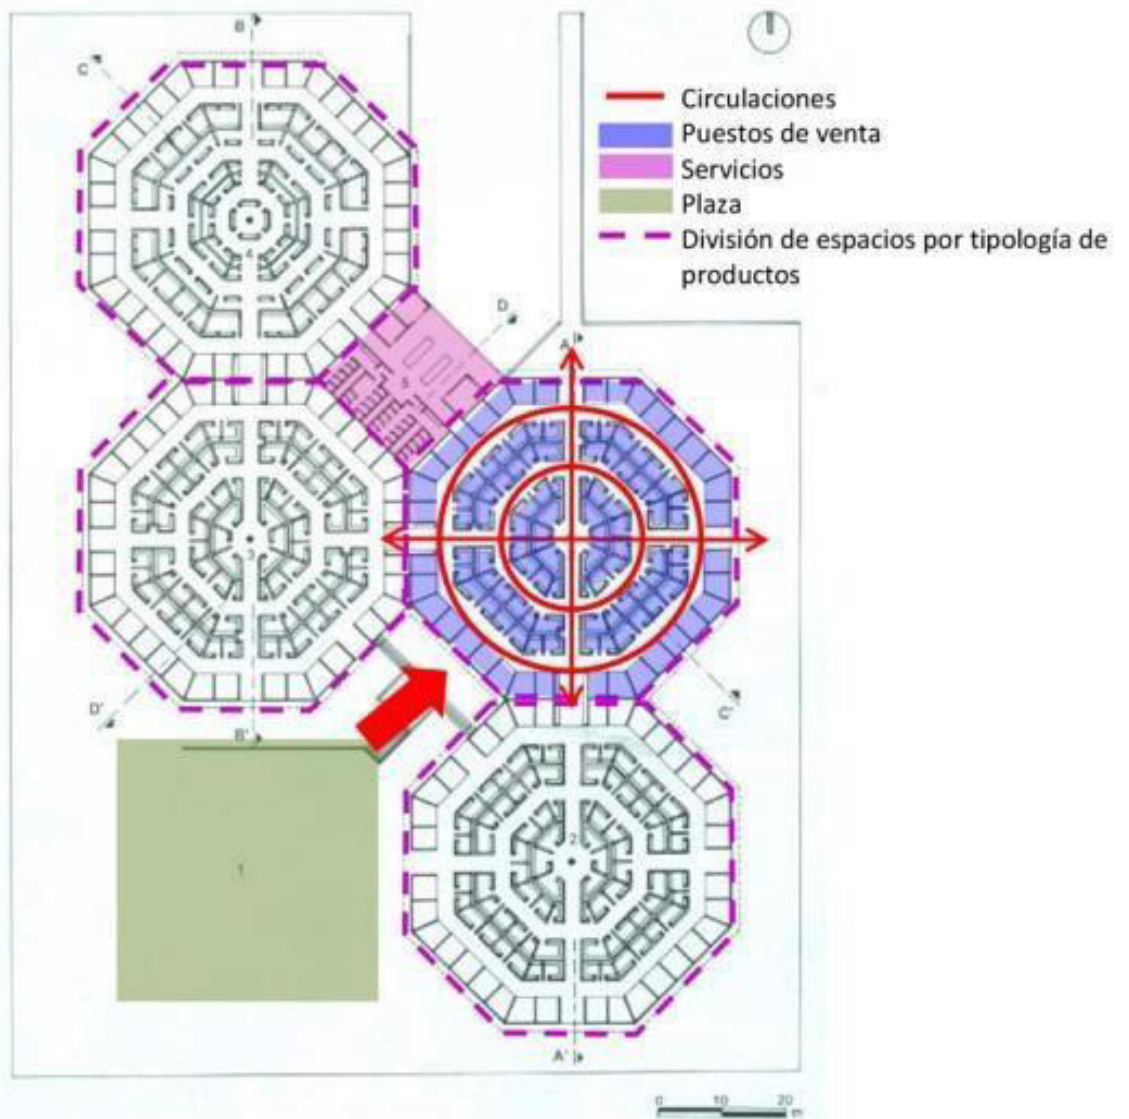 B
C
Circulaciones
Puestos de venta
Servicios
Plaza
División de espacios por tipología de
productos
4
D
A
5
3
D'
B'
C'
2
1
A'
0 10 20
m